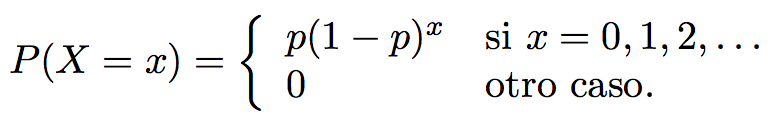 P(X = x) = { p(1 − p)^x si x = 0, 1, 2, . . .
0 otro caso.